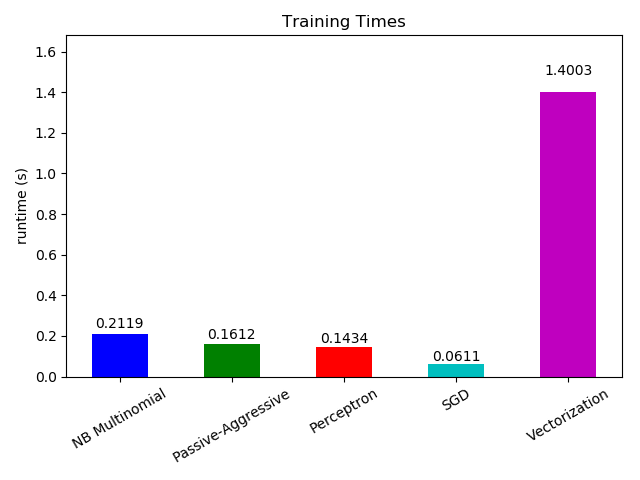 Training Times
runtime (s)
1.6
1.4
1.2
1.0
0.8
0.6
0.4
0.2
0.0
0.2119
0.1612
0.1434
0.0611
1.4003
NB Multinomial
Passive-Aggressive
Perceptron
SGD
Vectorization